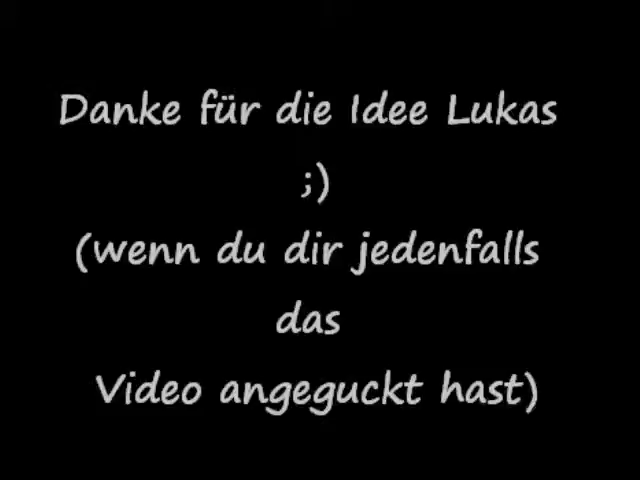 Danke für die Idee Lukas
;)
(wenn du dir jedenfalls
das
Video angeguckt hast)